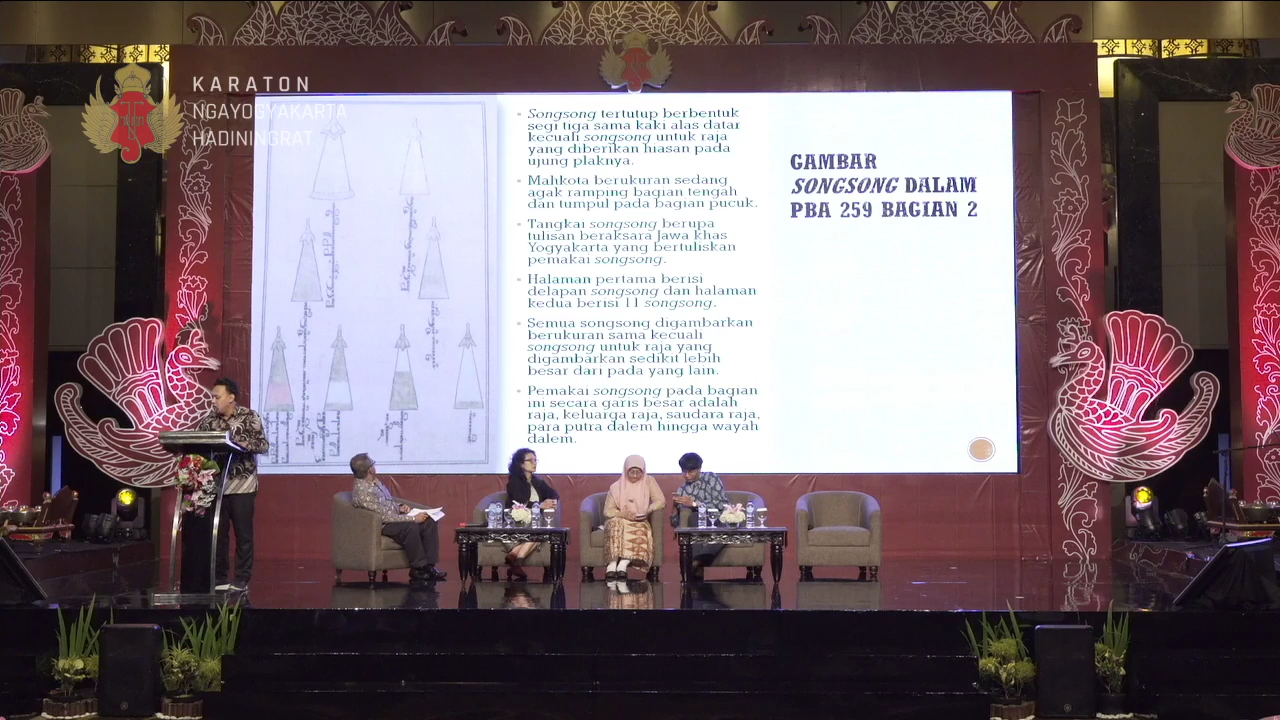 KARATON
NGAYOGYAKARTA
HADININGRAT
Songsong tertutup berbentuk
segi tiga sama kaki alas datar
kecuali songsong untuk raja
yang diberikan hiasan pada
ujung plaknya.
Mahkota berukuran sedang
agak ramping bagian tengah
dan tumpul pada bagian pucuk.
Tangkai songsong berupa
tulisan beraksara Jawa khas
Yogyakarta yang bertuliskan
pemakai songsong.
Halaman pertama berisi
delapan songsong dan halaman
kedua berisi 11 songsong.
Semua songsong digambarkan
berukuran sama kecuali
songsong untuk raja yang
digambarkan sedikit lebih
besar dari pada yang lain.
Pemakai songsong pada bagian
ini secara garis besar adalah
raja, keluarga raja, saudara raja,
para putra dalem hingga wayah
dalem.
GAMBAR
SONGSONG DALAM
PBA 259 BAGIAN 2